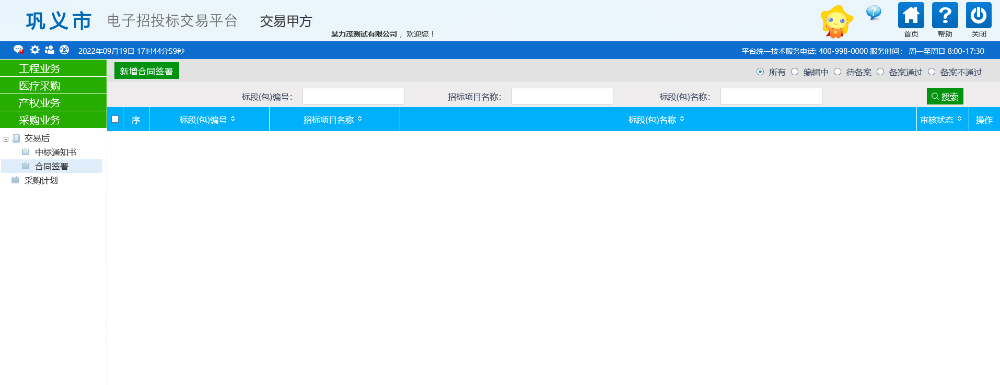 巩义市 电子招投标交易平台 交易甲方
某力茂测试有限公司 ，欢迎您！
首页 帮助 关闭
2022年09月19日 17时44分59秒 平台统一技术服务电话: 400-998-0000 服务时间： 周一至周日 8:00-17:30
工程业务
医疗采购
产权业务
采购业务
交易后
中标通知书
合同签署
采购计划
新增合同签署 所有 编辑中 待备案 备案通过 备案不通过
标段(包)编号： 招标项目名称： 标段(包)名称： 搜索
序 标段(包)编号 招标项目名称 标段(包)名称 审核状态 操作